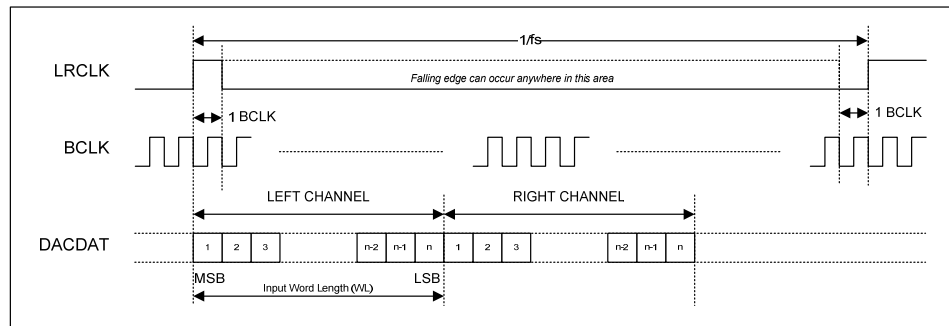 1/fs
LRCLK
Falling edge can occur anywhere in this area
1 BCLK
1 BCLK
BCLK
LEFT CHANNEL
RIGHT CHANNEL
DACDAT
1 2 3 n-2 n-1 n 1 2 3 n-2 n-1 n
MSB
LSB
Input Word Length (WL)